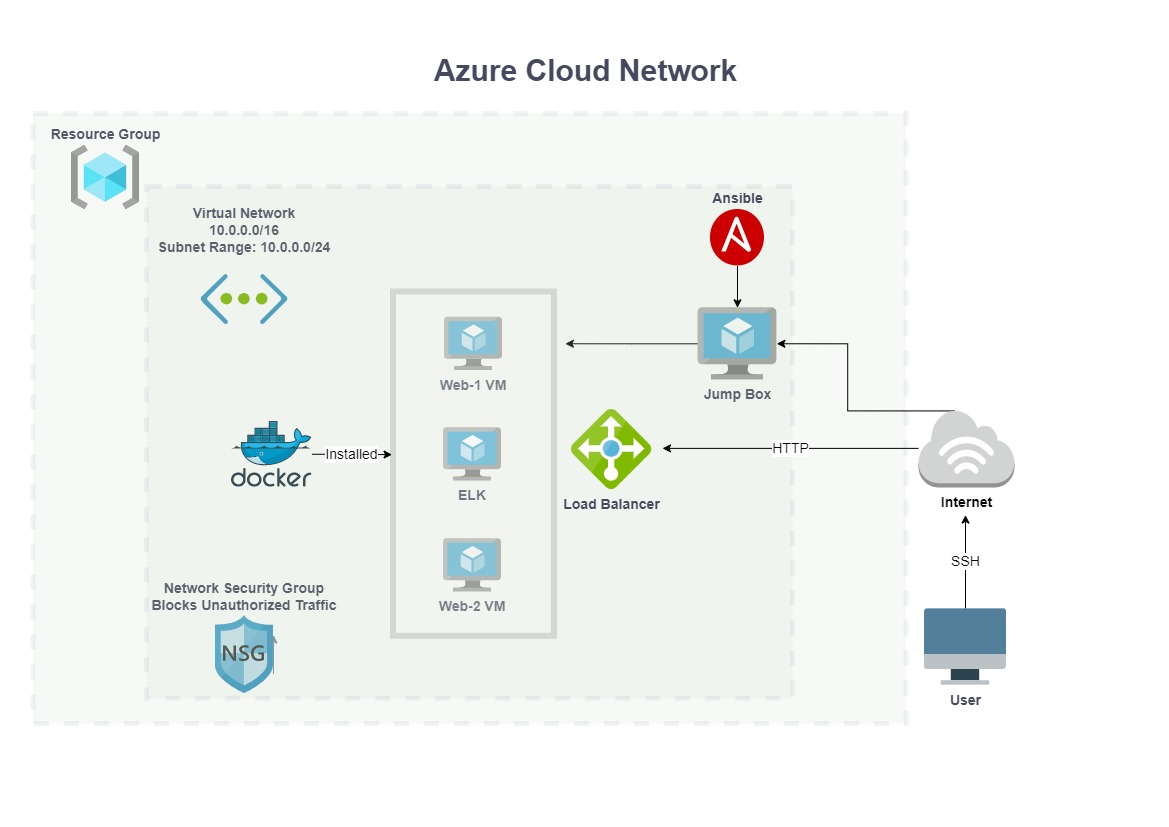 Azure Cloud Network
Resource Group
Virtual Network
10.0.0.0/16
Subnet Range: 10.0.0.0/24
Ansible
Web-1 VM
Jump Box
docker
Installed
ELK
Load Balancer
HTTP
Internet
SSH
Network Security Group
Blocks Unauthorized Traffic
NSG
Web-2 VM
User